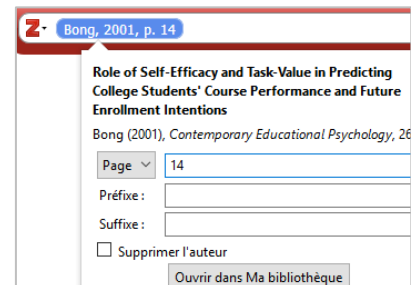 Z Bong, 2001, p. 14
Role of Self-Efficacy and Task-Value in Predicting
College Students' Course Performance and Future
Enrollment Intentions
Bong (2001), Contemporary Educational Psychology, 26
Page 14
Préfixe :
Suffixe :
Supprimer l'auteur
Ouvrir dans Ma bibliothèque